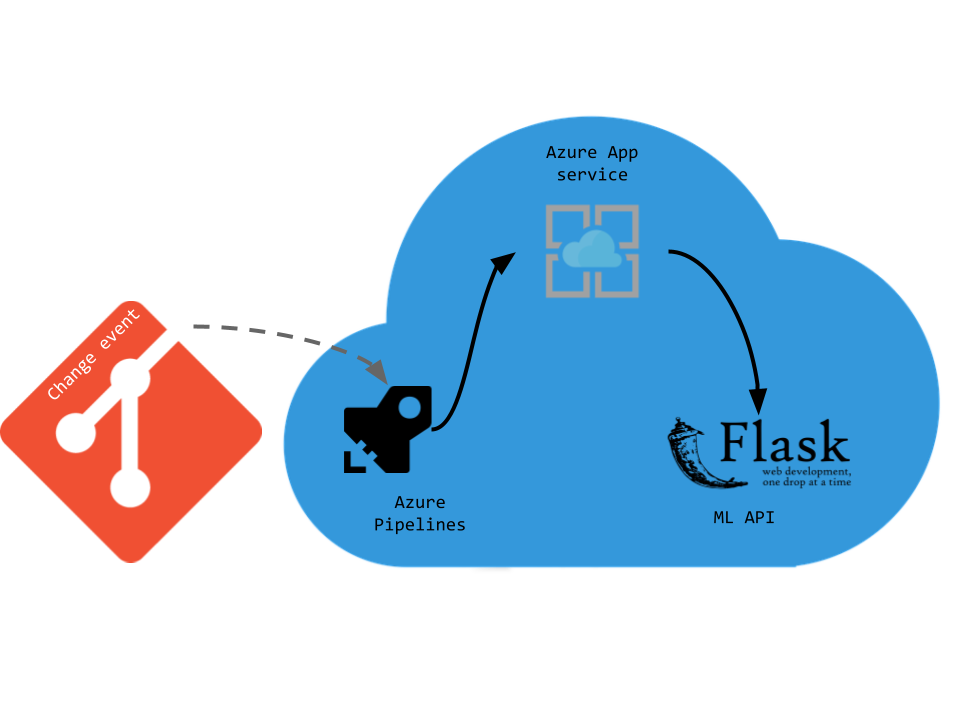 Azure App
service
Change event
Flask
web development,
one drop at a time
Azure
Pipelines
ML API